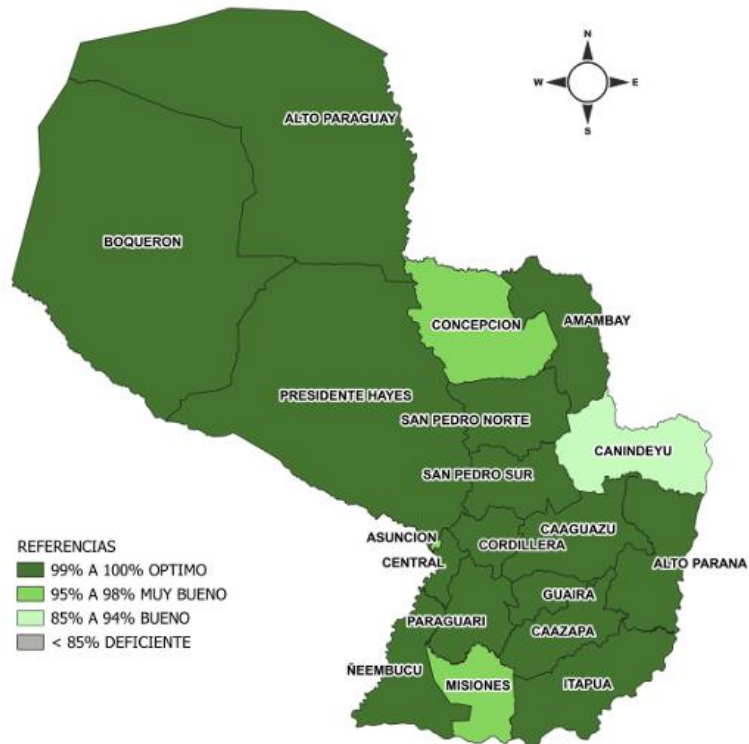 N
W E
S
ALTO PARAGUAY
BOQUERON
CONCEPCION
AMAMBAY
PRESIDENTE HAYES
SAN PEDRO NORTE
CANINDEYU
SAN PEDRO SUR
ASUNCION
CAAGUAZU
CORDILLERA
CENTRAL
ALTO PARANA
GUAIRA
PARAGUARI
CAAZAPA
ÑEEMBUCU
MISIONES
ITAPUA
REFERENCIAS
99% A 100% OPTIMO
95% A 98% MUY BUENO
85% A 94% BUENO
< 85% DEFICIENTE